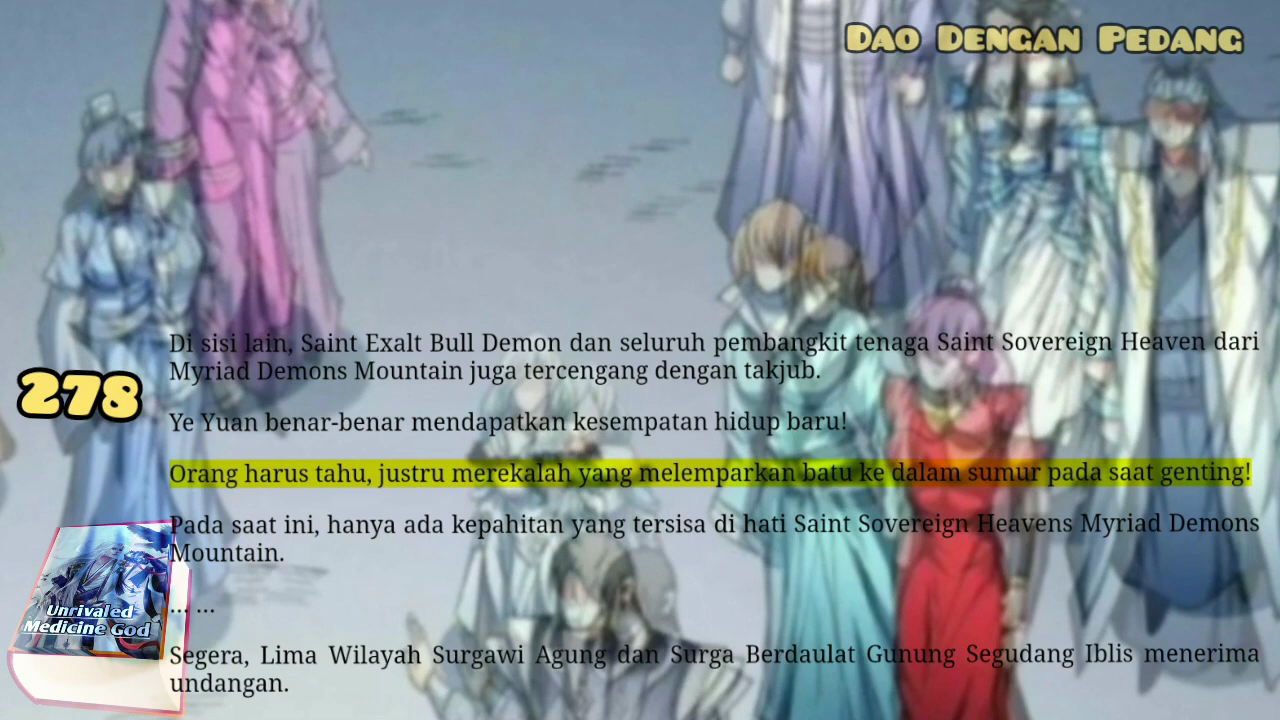 Dao Dengan Pedang
Di sisi lain, Saint Exalt Bull Demon dan seluruh pembangkit tenaga Saint Sovereign Heaven dari
Myriad Demons Mountain juga tercengang dengan takjub.
278
Ye Yuan benar-benar mendapatkan kesempatan hidup baru!
Orang harus tahu, justru merekalah yang melemparkan batu ke dalam sumur pada saat genting!
Pada saat ini, hanya ada kepahitan yang tersisa di hati Saint Sovereign Heavens Myriad Demons
Mountain.
... ...
Unrivaled
Medicine God
Segera, Lima Wilayah Surgawi Agung dan Surga Berdaulat Gunung Segudang Iblis menerima
undangan.